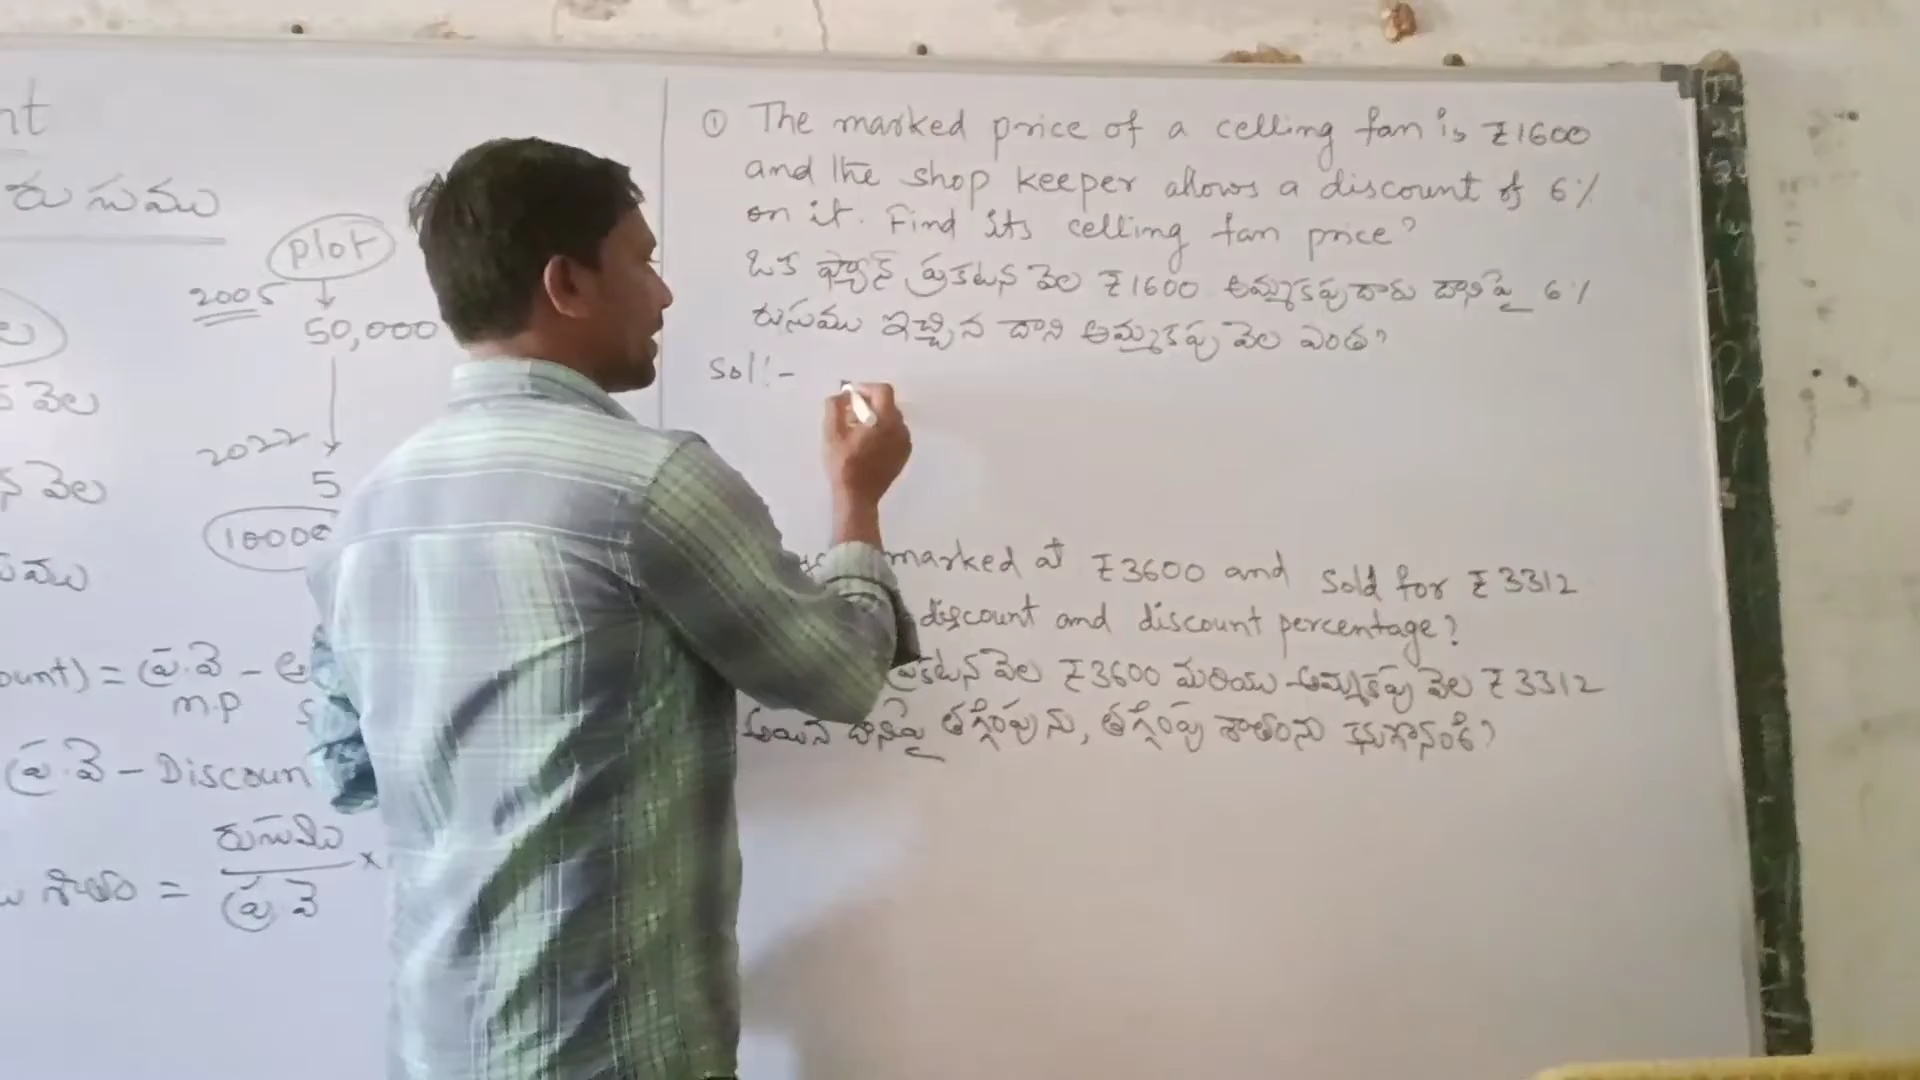 nt
రుసుము
plot
2005
50,000
వెల
2022
న వెల
5
10000
సుము
ount) = ప్ర.వె - అ
m.p S
ప్ర.వె - Discoun
రుసుము
శాతం = ×
ప్ర.వె
① The marked price of a celling fan is ₹1600
and the shop keeper allows a discount of 6%
on it. Find its celling fan price?
ఒక ఫ్యాన్ ప్రకటన వెల ₹1600 అమ్మకపుదారు దానిపై 6%
రుసుము ఇచ్చిన దాని అమ్మకపు వెల ఎంత?
Sol:-
marked at ₹3600 and sold for ₹3312
discount and discount percentage?
ప్రకటన వెల ₹3600 మరియు అమ్మకపు వెల ₹3312
అయిన దానిపై తగ్గింపును, తగ్గింపు శాతంను కనుగొనండి?